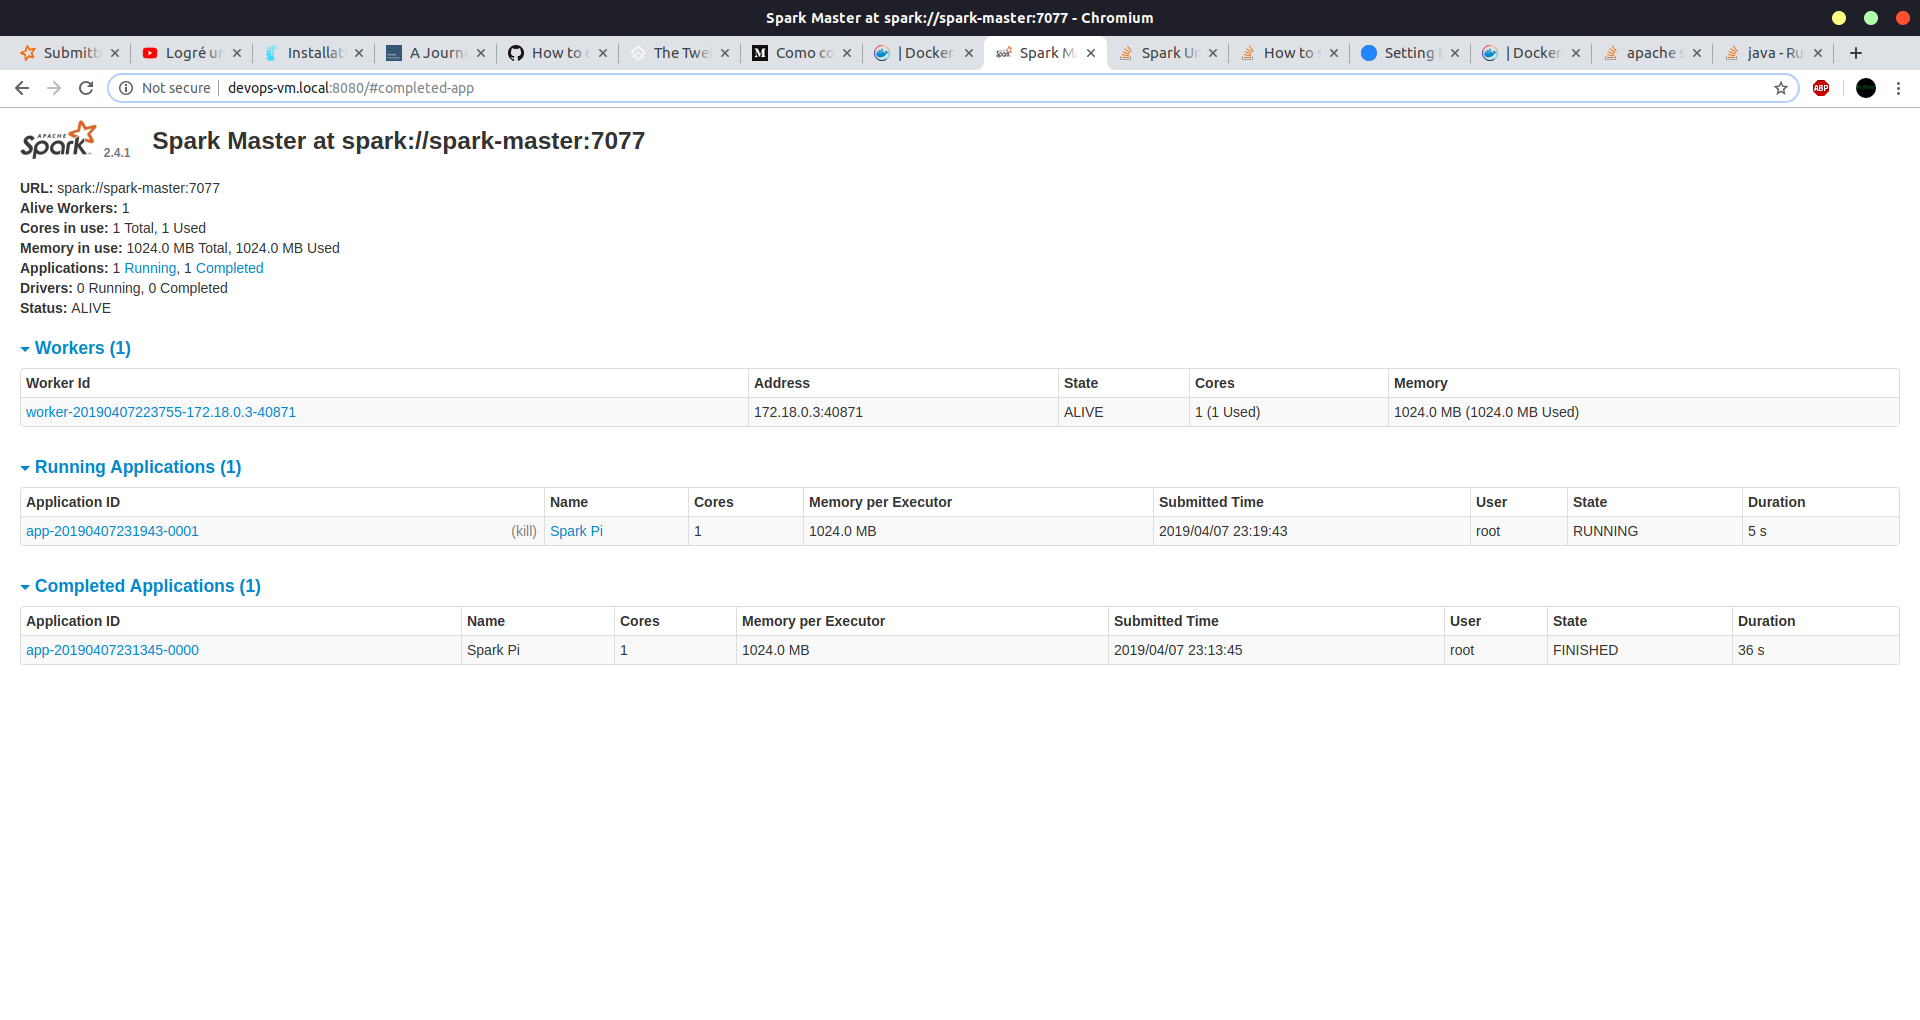 Spark Master at spark://spark-master:7077 - Chromium
Submitti Logré un Installati A Journe How to c The Twel M Como co | Docker Spark Ma Spark Un How to s Setting | Docker apache s java - Ru
Not secure devops-vm.local:8080/#completed-app ABP
APACHE Spark 2.4.1 Spark Master at spark://spark-master:7077
URL: spark://spark-master:7077
Alive Workers: 1
Cores in use: 1 Total, 1 Used
Memory in use: 1024.0 MB Total, 1024.0 MB Used
Applications: 1 Running, 1 Completed
Drivers: 0 Running, 0 Completed
Status: ALIVE
Workers (1)
Worker Id Address State Cores Memory
worker-20190407223755-172.18.0.3-40871 172.18.0.3:40871 ALIVE 1 (1 Used) 1024.0 MB (1024.0 MB Used)
Running Applications (1)
Application ID Name Cores Memory per Executor Submitted Time User State Duration
app-20190407231943-0001 (kill) Spark Pi 1 1024.0 MB 2019/04/07 23:19:43 root RUNNING 5 s
Completed Applications (1)
Application ID Name Cores Memory per Executor Submitted Time User State Duration
app-20190407231345-0000 Spark Pi 1 1024.0 MB 2019/04/07 23:13:45 root FINISHED 36 s